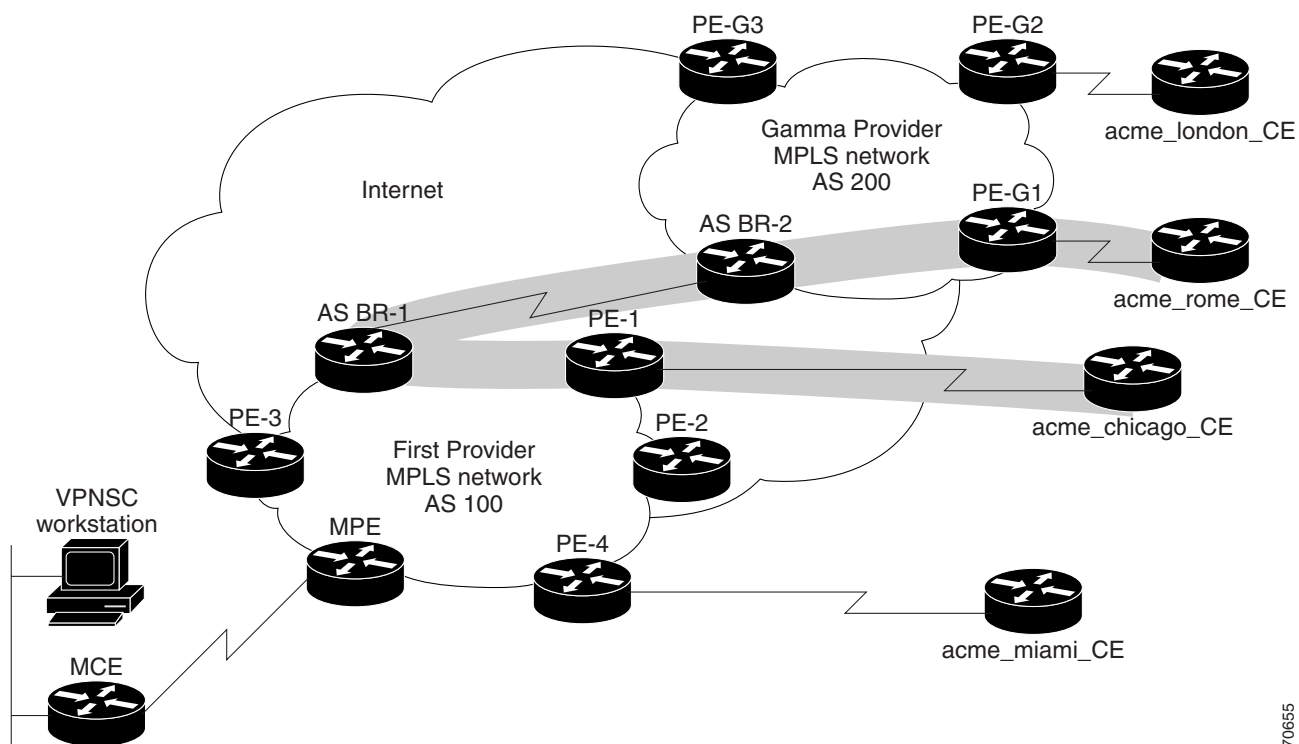 PE-G3
PE-G2
Gamma Provider
MPLS network
AS 200
acme_london_CE
Internet
PE-G1
AS BR-2
acme_rome_CE
AS BR-1
PE-1
PE-3
PE-2
acme_chicago_CE
First Provider
MPLS network
AS 100
VPNSC
workstation
MPE
PE-4
acme_miami_CE
MCE
70655